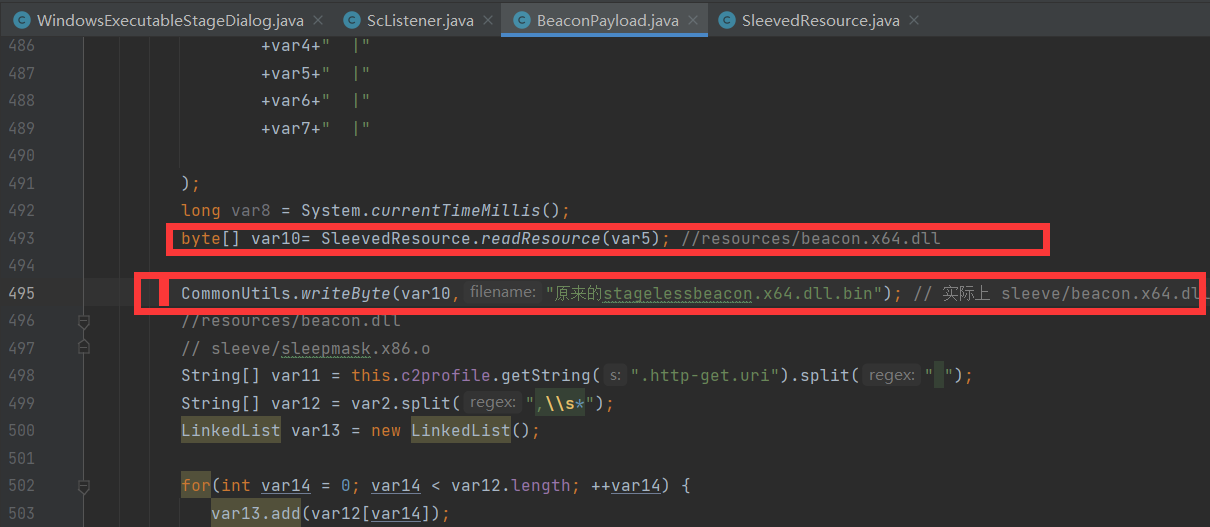 WindowsExecutableStageDialog.java × ScListener.java × BeaconPayload.java × SleevedResource.java ×
486 +var4+" |"
487 +var5+" |"
488 +var6+" |"
489 +var7+" |"
490
491 );
492 long var8 = System.currentTimeMillis();
493 byte[] var10= SleevedResource.readResource(var5); //resources/beacon.x64.dll
494
495 CommonUtils.writeByte(var10, filename: "原来的stagelessbeacon.x64.dll.bin"); // 实际上 sleeve/beacon.x64.dl
496 //resources/beacon.dll
497 // sleeve/sleepmask.x86.o
498 String[] var11 = this.c2profile.getString( s: ".http-get.uri").split( regex: " ");
499 String[] var12 = var2.split( regex: ",\\s*");
500 LinkedList var13 = new LinkedList();
501
502 for(int var14 = 0; var14 < var12.length; ++var14) {
503 var13.add(var12[var14]);